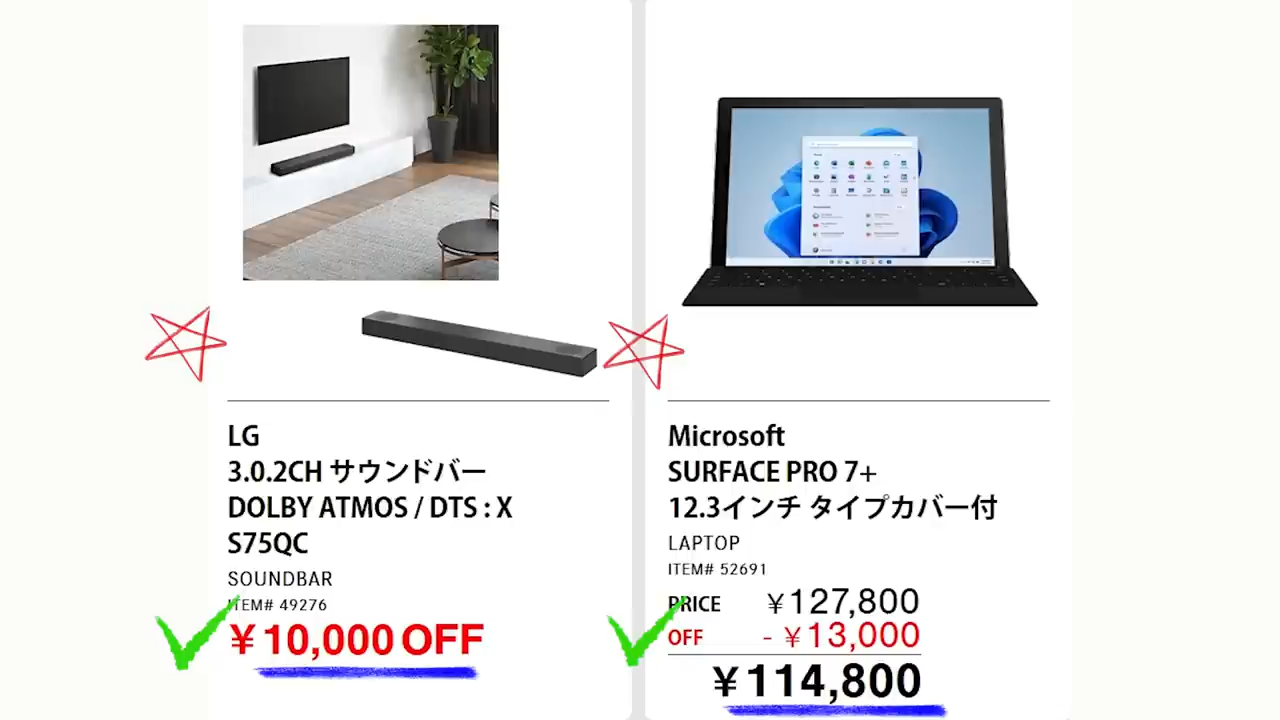 LG
3.0.2CH サウンドバー
DOLBY ATMOS / DTS : X
S75QC
SOUNDBAR
ITEM# 49276
￥10,000 OFF
Microsoft
SURFACE PRO 7+
12.3インチ タイプカバー付
LAPTOP
ITEM# 52691
PRICE ￥127,800
OFF - ￥13,000
￥114,800